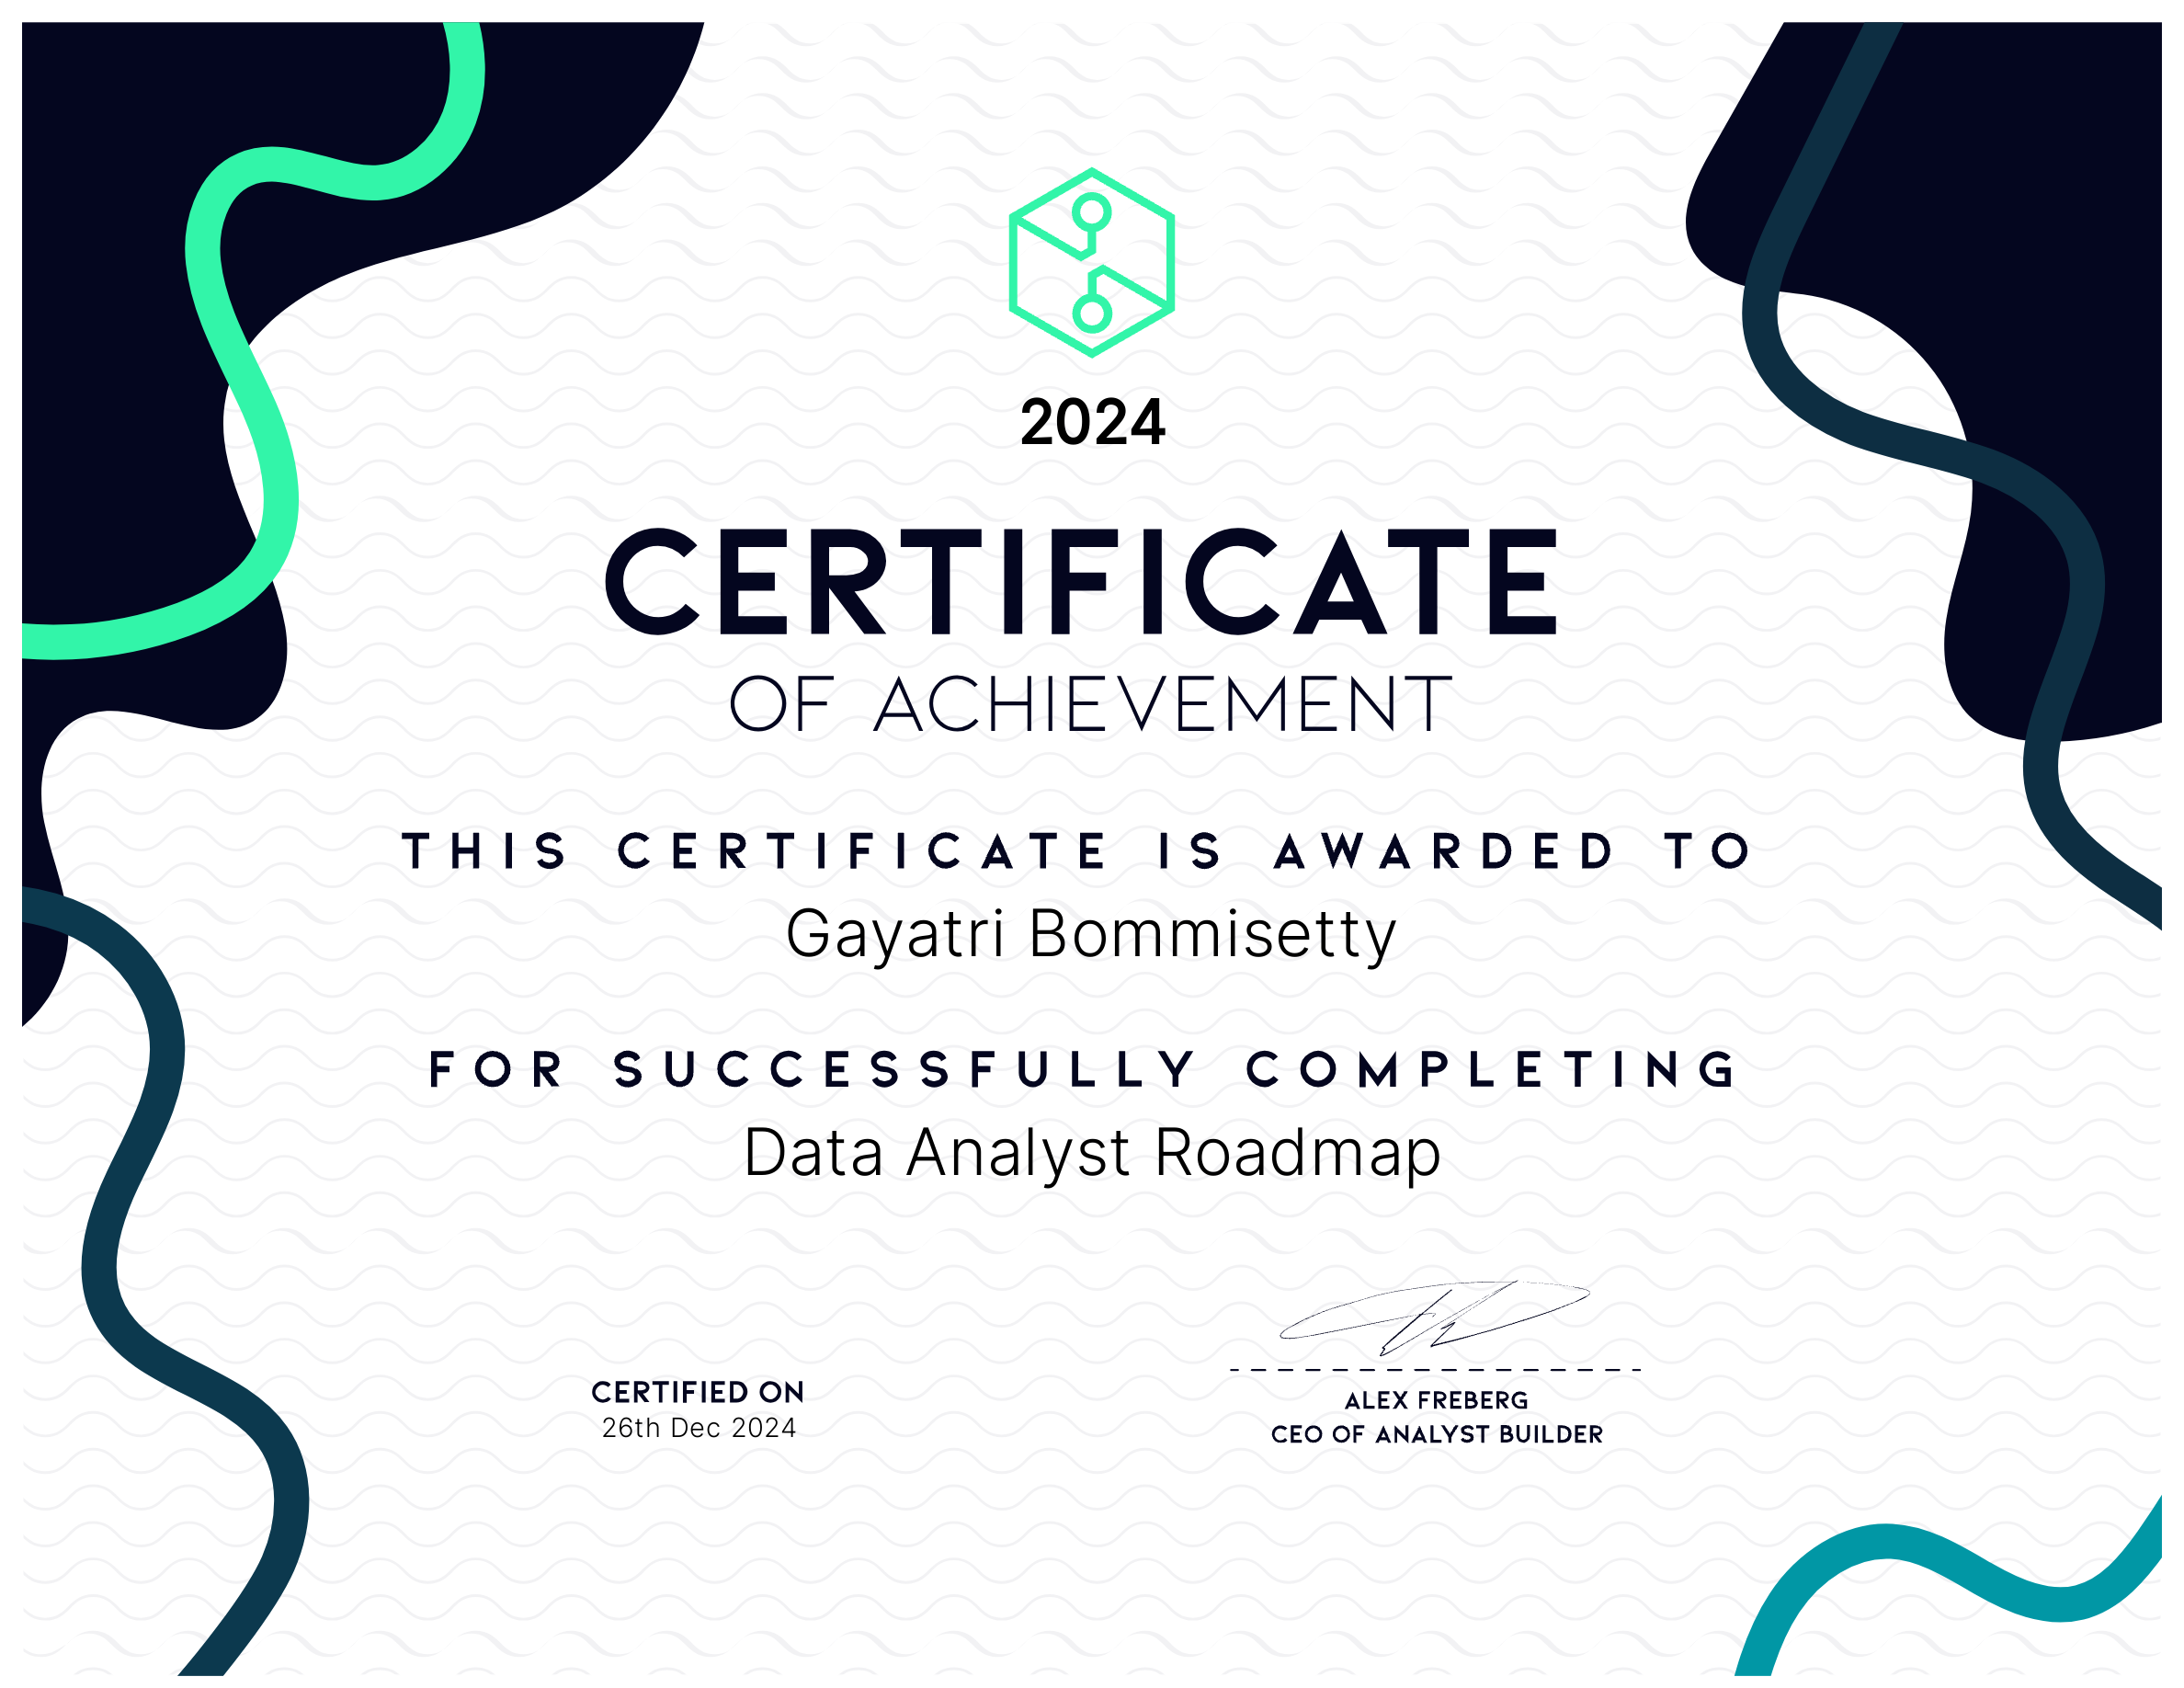 2024
CERTIFICATE
OF ACHIEVEMENT
THIS CERTIFICATE IS AWARDED TO
Gayatri Bommisetty
FOR SUCCESSFULLY COMPLETING
Data Analyst Roadmap
CERTIFIED ON
26th Dec 2024
ALEX FREBERG
CEO OF ANALYST BUILDER